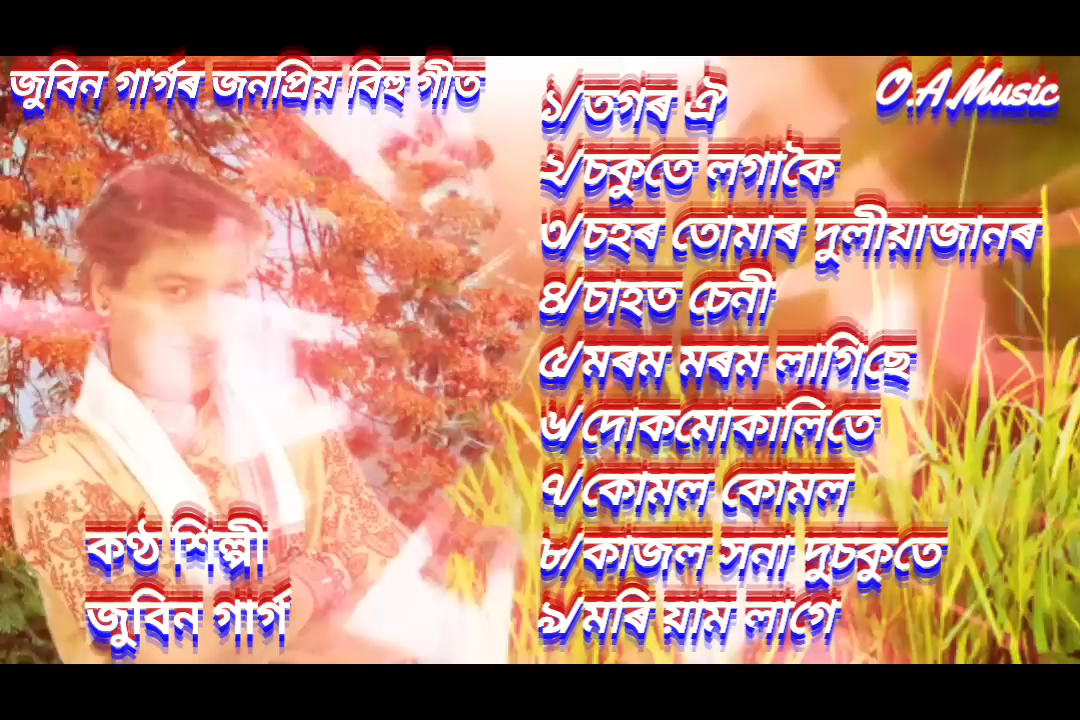 জুবিন গাৰ্গৰ জনপ্ৰিয় বিহু গীত
O.A.Music
১/তগৰ ঐ
২/চকুতে লগাকৈ
৩/চহৰ তোমাৰ দুলীয়াজানৰ
৪/চাহত চেনী
৫/মৰম মৰম লাগিছে
৬/দোকমোকালিতে
৭/কোমল কোমল
৮/কাজল সনা দুচকুতে
৯/মৰি য়াম লাগে
কণ্ঠ শিল্পী
জুবিন গাৰ্গ